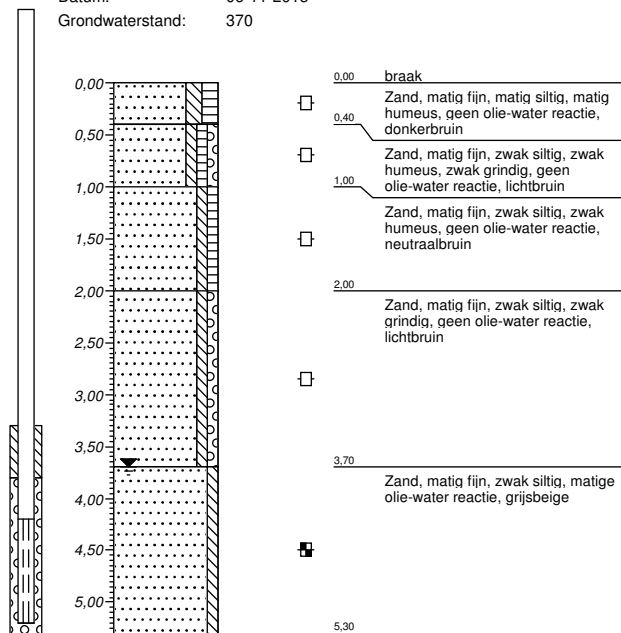 Grondwaterstand: 370
0,00
0,50
1,00
1,50
2,00
2,50
3,00
3,50
4,00
4,50
5,00
0,00 braak
Zand, matig fijn, matig siltig, matig
humeus, geen olie-water reactie,
donkerbruin
0,40
Zand, matig fijn, zwak siltig, zwak
humeus, zwak grindig, geen
olie-water reactie, lichtbruin
1,00
Zand, matig fijn, zwak siltig, zwak
humeus, geen olie-water reactie,
neutraalbruin
2,00
Zand, matig fijn, zwak siltig, zwak
grindig, geen olie-water reactie,
lichtbruin
3,70
Zand, matig fijn, zwak siltig, matige
olie-water reactie, grijsbeige
5,30